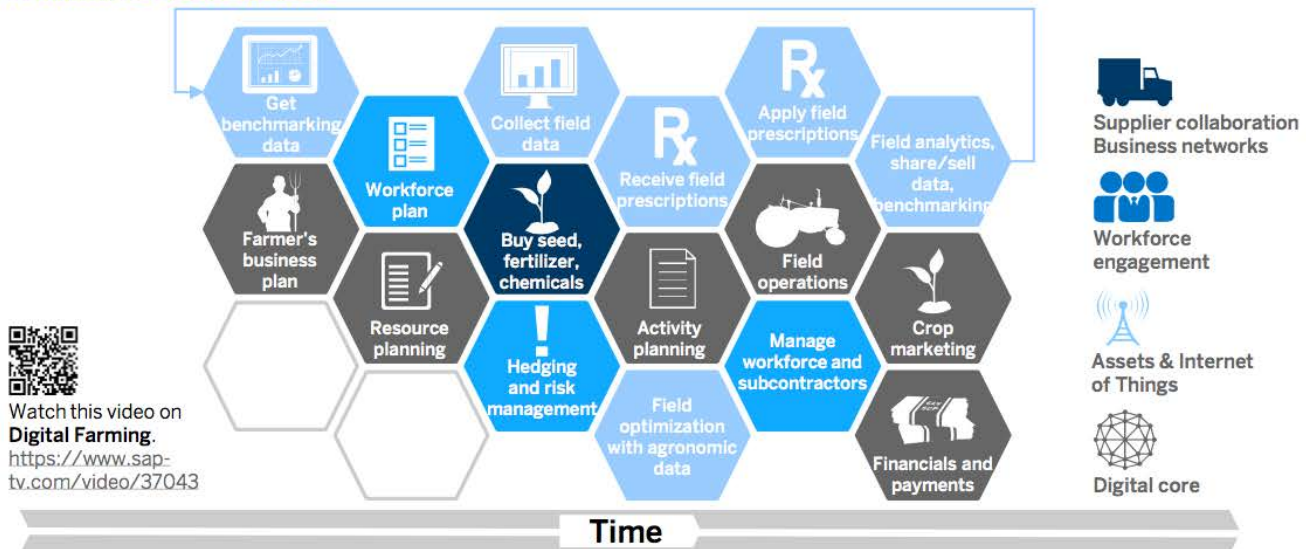 Get
benchmarking
data
Workforce
plan
Collect field
data
Rx
Receive field
prescriptions
Rx
Apply field
prescriptions
Field analytics,
share/sell
data,
benchmarking
Farmer's
business
plan
Resource
planning
Buy seed,
fertilizer,
chemicals
!
Hedging
and risk
management
Activity
planning
Field
optimization
with agronomic
data
Field
operations
Manage
workforce and
subcontractors
Crop
marketing
Financials and
payments
Supplier collaboration
Business networks
Workforce
engagement
Assets & Internet
of Things
Digital core
Watch this video on
Digital Farming.
https://www.sap-
tv.com/video/37043
Time